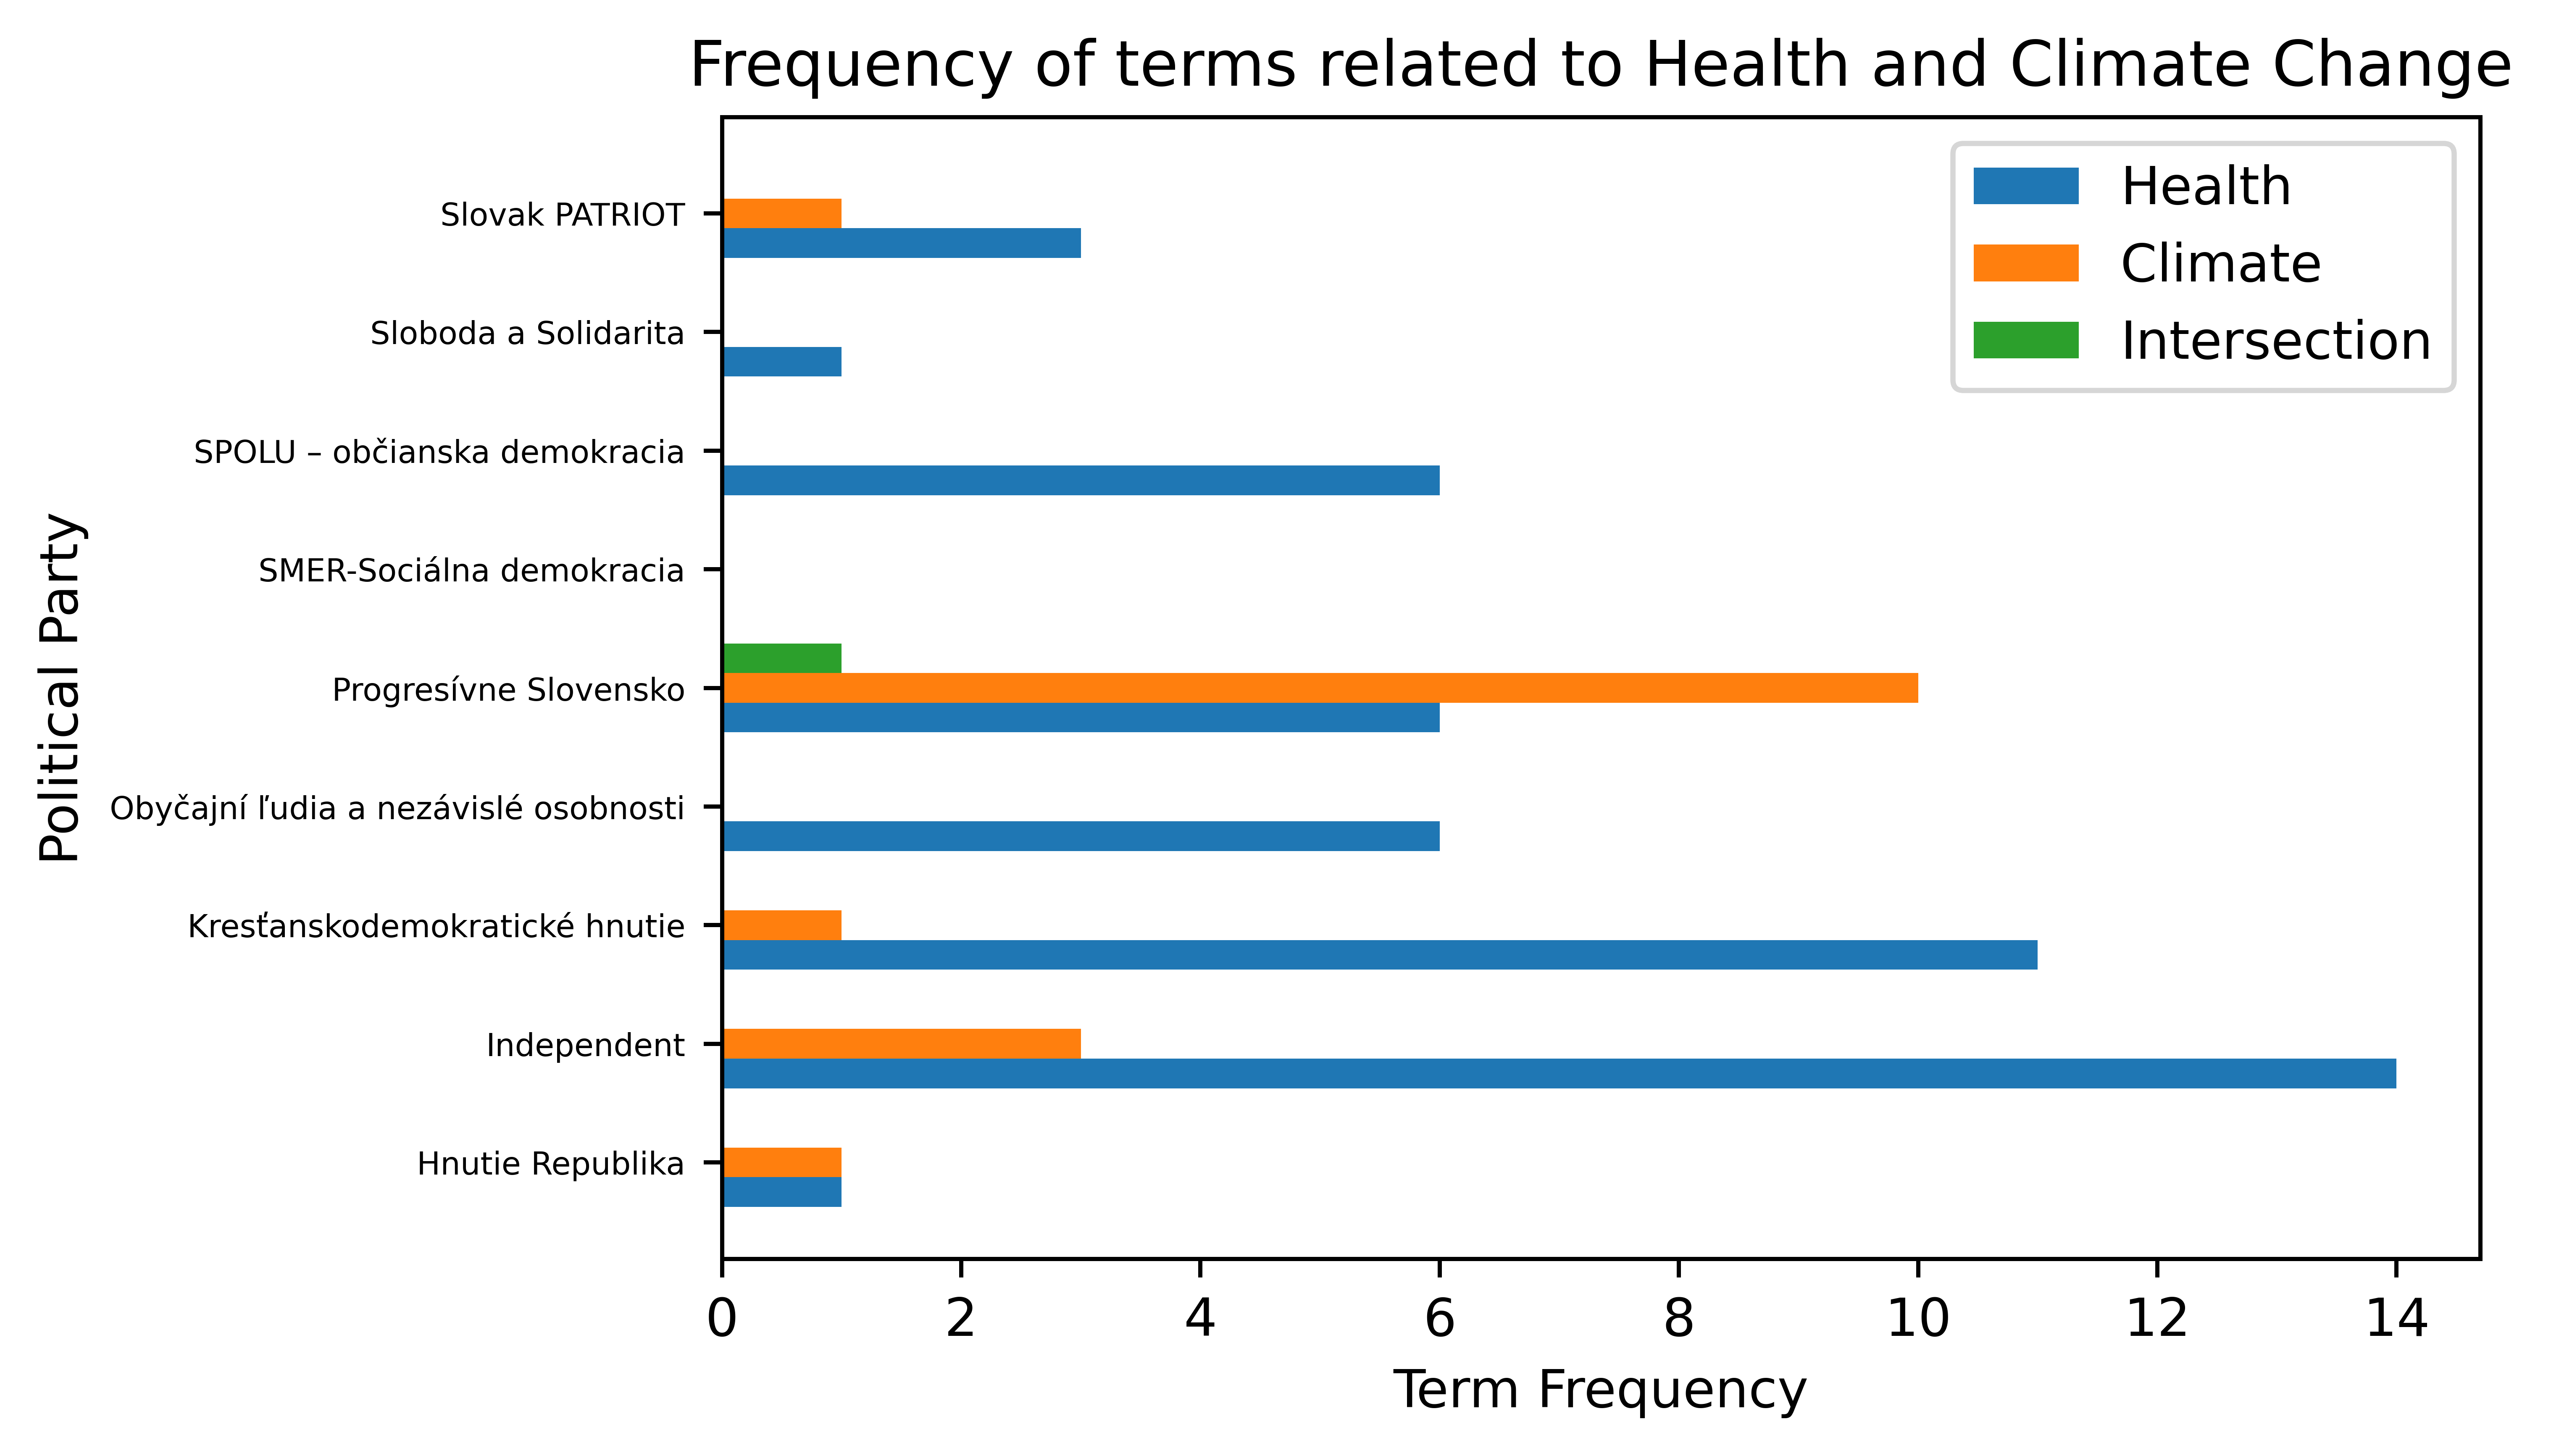 Frequency of terms related to Health and Climate Change
Health
Climate
Intersection
Political Party
Slovak PATRIOT
Sloboda a Solidarita
SPOLU – občianska demokracia
SMER-Sociálna demokracia
Progresívne Slovensko
Obyčajní ľudia a nezávislé osobnosti
Kresťanskodemokratické hnutie
Independent
Hnutie Republika
0 2 4 6 8 10 12 14
Term Frequency